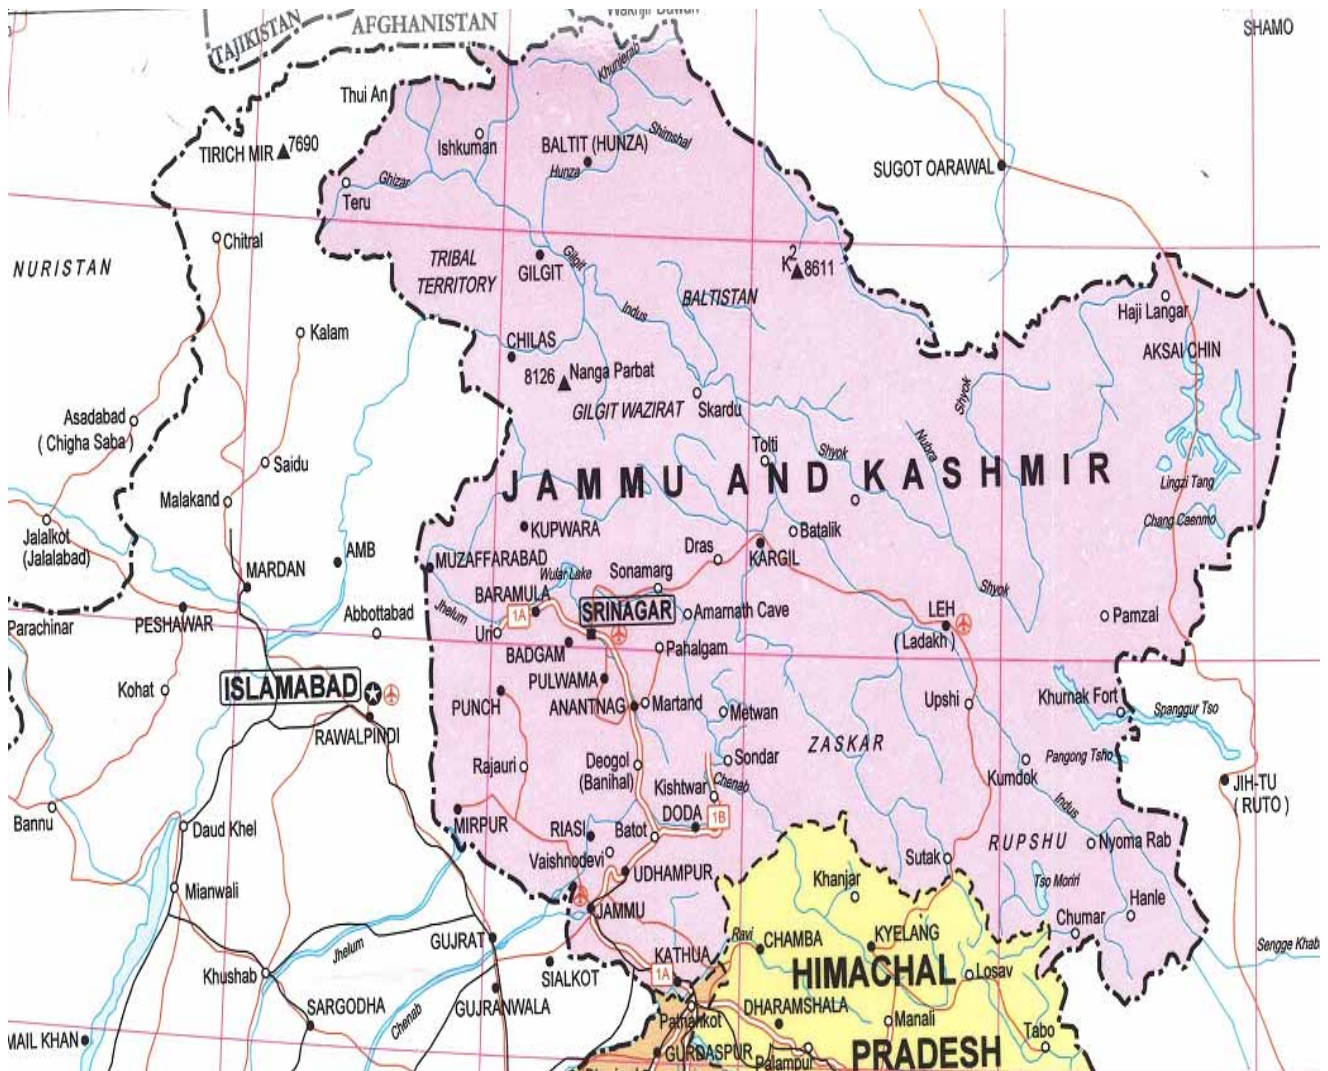 TAJIKISTAN
AFGHANISTAN
Wakhjir Dawan
SHAMO
Thui An
Khunjerab
Shimshal
TIRICH MIR 7690
Ishkuman
BALTIT (HUNZA)
Hunza
SUGOT OARAWAL
Ghizar
Teru
Chitral
NURISTAN
TRIBAL
TERRITORY
GILGIT
Gilgit
K2 8611
BALTISTAN
Indus
Haji Langar
Kalam
CHILAS
AKSAI CHIN
8126 Nanga Parbat
GILGIT WAZIRAT
Skardu
Shyok
Asadabad
( Chigha Saba )
Saidu
Tolti
Shyok
Nubra
JAMMU AND KASHMIR
Lingzi Tang
Malakand
Jalalkot
(Jalalabad)
KUPWARA
Batalik
Chang Caenmo
AMB
MUZAFFARABAD
Dras
KARGIL
MARDAN
Wular Lake
Sonamarg
Shyok
BARAMULA
Jhelum
1A
SRINAGAR
Amarnath Cave
LEH
( Ladakh )
Pamzai
Parachinar
PESHAWAR
Abbottabad
Uri
BADGAM
Pahalgam
Kohat
ISLAMABAD
PULWAMA
PUNCH
ANANTNAG
Martand
Metwan
Upshi
Khurnak Fort
Spanggur Tso
RAWALPINDI
ZASKAR
Rajauri
Deogol
(Banihal)
Sondar
Pangong Tsho
Kumdok
Kishtwar
Chenab
JIH-TU
( RUTO )
Bannu
Daud Khel
MIRPUR
RIASI
Batot
DODA
1B
Indus
RUPSHU
Nyoma Rab
Vaishnodevi
Sutak
UDHAMPUR
Mianwali
Khanjar
Tso Moriri
Hanle
JAMMU
Chumar
Jhelum
GUJRAT
Ravi
CHAMBA
KYELANG
Sengge Khab
KATHUA
Khushab
SIALKOT
1A
HIMACHAL
Losav
SARGODHA
Chenab
GUJRANWALA
DHARAMSHALA
Pathankot
Manali
Tabo
MAIL KHAN
GURDASPUR
Palampur
PRADESH